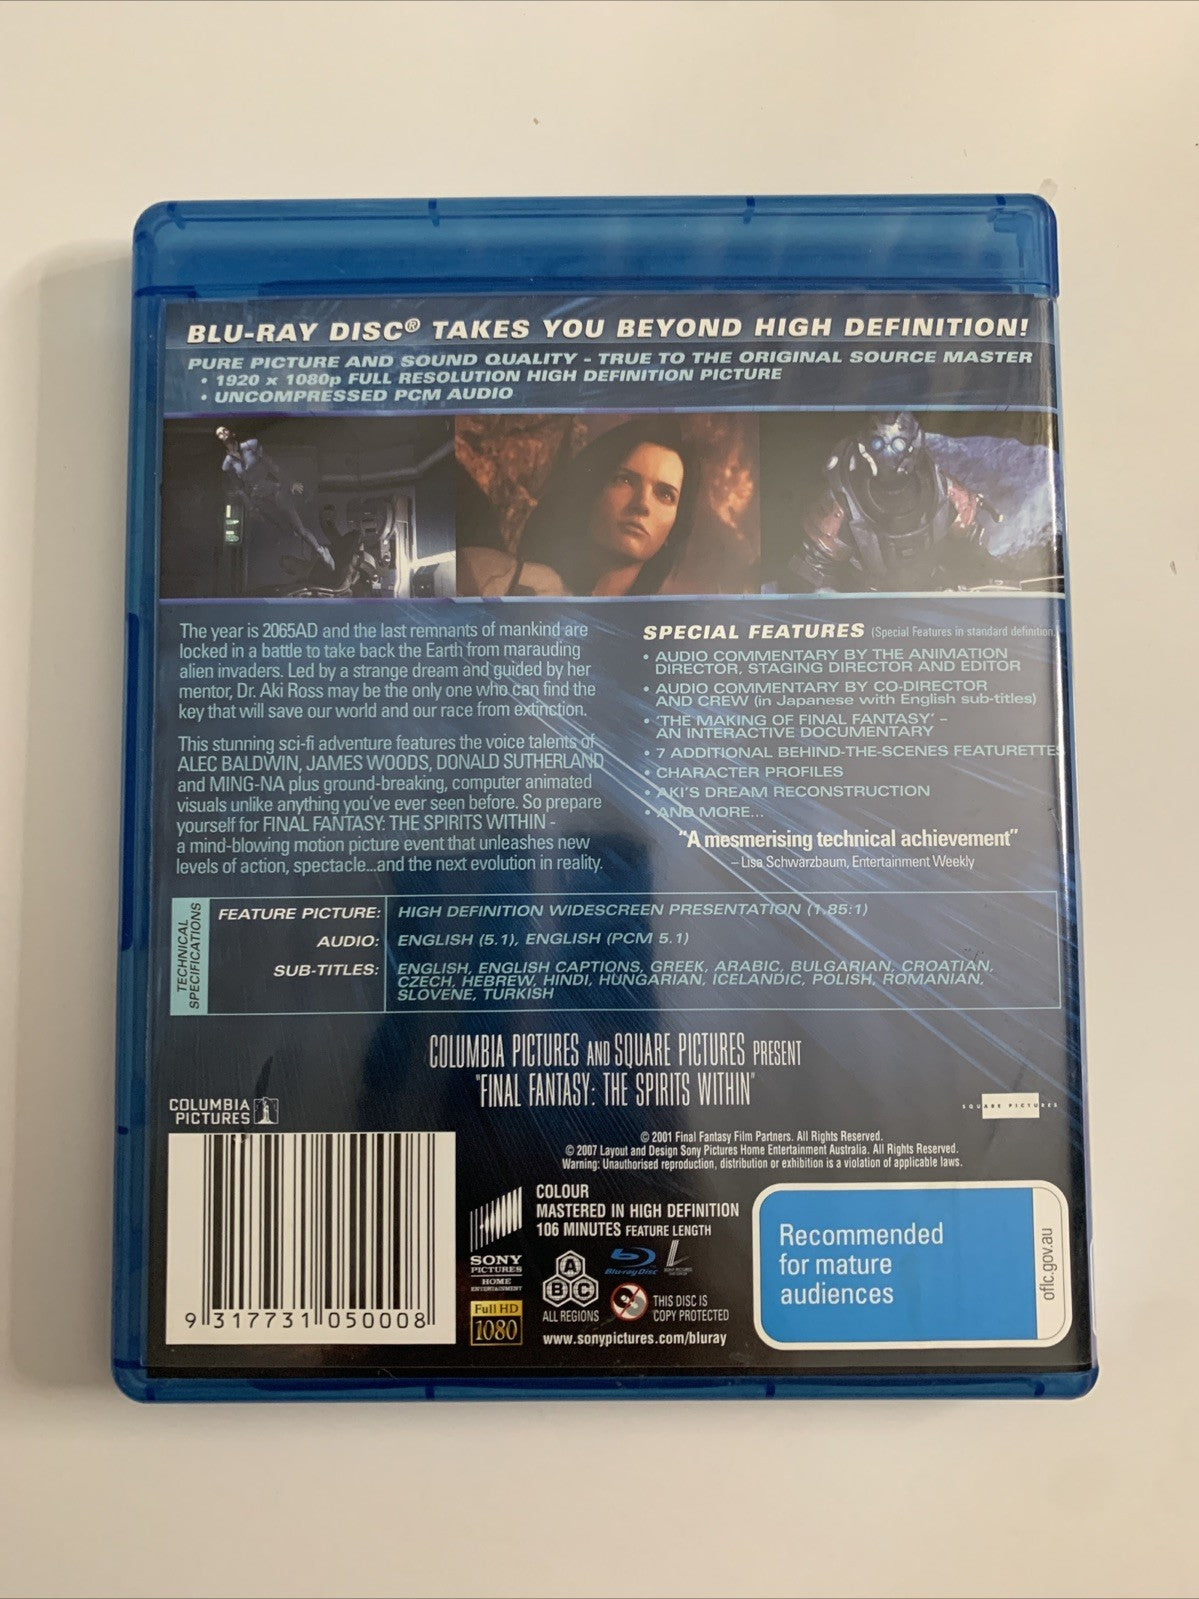 BLU-RAY DISC® TAKES YOU BEYOND HIGH DEFINITION!
PURE PICTURE AND SOUND QUALITY - TRUE TO THE ORIGINAL SOURCE MASTER
• 1920 x 1080p FULL RESOLUTION HIGH DEFINITION PICTURE
• UNCOMPRESSED PCM AUDIO
The year is 2065AD and the last remnants of mankind are
locked in a battle to take back the Earth from marauding
alien invaders. Led by a strange dream and guided by her
mentor, Dr. Aki Ross may be the only one who can find the
key that will save our world and our race from extinction.
This stunning sci-fi adventure features the voice talents of
ALEC BALDWIN, JAMES WOODS, DONALD SUTHERLAND
and MING-NA plus ground-breaking, computer animated
visuals unlike anything you've ever seen before. So prepare
yourself for FINAL FANTASY: THE SPIRITS WITHIN -
a mind-blowing motion picture event that unleashes new
levels of action, spectacle...and the next evolution in reality.
SPECIAL FEATURES (Special Features in standard definition)
• AUDIO COMMENTARY BY THE ANIMATION
DIRECTOR, STAGING DIRECTOR AND EDITOR
• AUDIO COMMENTARY BY CO-DIRECTOR
AND CREW (in Japanese with English sub-titles)
• 'THE MAKING OF FINAL FANTASY' -
AN INTERACTIVE DOCUMENTARY
• 7 ADDITIONAL BEHIND-THE-SCENES FEATURETTES
• CHARACTER PROFILES
• AKI'S DREAM RECONSTRUCTION
• AND MORE...
"A mesmerising technical achievement"
– Lisa Schwarzbaum, Entertainment Weekly
TECHNICAL
SPECIFICATIONS
FEATURE PICTURE: HIGH DEFINITION WIDESCREEN PRESENTATION (1.85:1)
AUDIO: ENGLISH (5.1), ENGLISH (PCM 5.1)
SUB-TITLES: ENGLISH, ENGLISH CAPTIONS, GREEK, ARABIC, BULGARIAN, CROATIAN,
CZECH, HEBREW, HINDI, HUNGARIAN, ICELANDIC, POLISH, ROMANIAN,
SLOVENE, TURKISH
COLUMBIA PICTURES AND SQUARE PICTURES PRESENT
"FINAL FANTASY: THE SPIRITS WITHIN"
COLUMBIA
PICTURES
SQUARE PICTURES
© 2001 Final Fantasy Film Partners. All Rights Reserved.
© 2007 Layout and Design Sony Pictures Home Entertainment Australia. All Rights Reserved.
Warning: Unauthorised reproduction, distribution or exhibition is a violation of applicable laws.
9 317731 050008
SONY
PICTURES
HOME
ENTERTAINMENT
Full HD
1080
COLOUR
MASTERED IN HIGH DEFINITION
106 MINUTES FEATURE LENGTH
A
B C
ALL REGIONS
Blu-ray Disc
THIS DISC IS
COPY PROTECTED
www.sonypictures.com/bluray
Recommended
for mature
audiences
oflc.gov.au